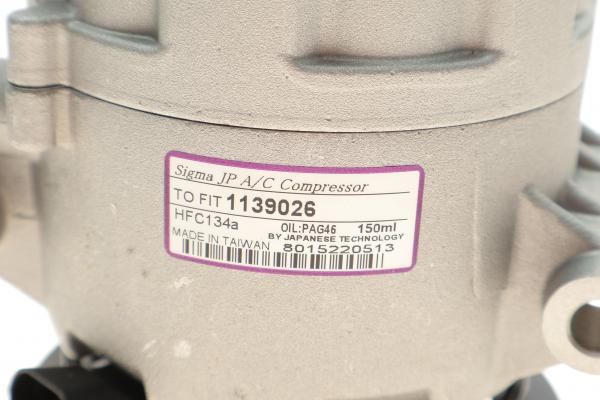 Sigma JP A/C Compressor
TO FIT 1139026
HFC134a OIL:PAG46 150ml
BY JAPANESE TECHNOLOGY
MADE IN TAIWAN 8015220513